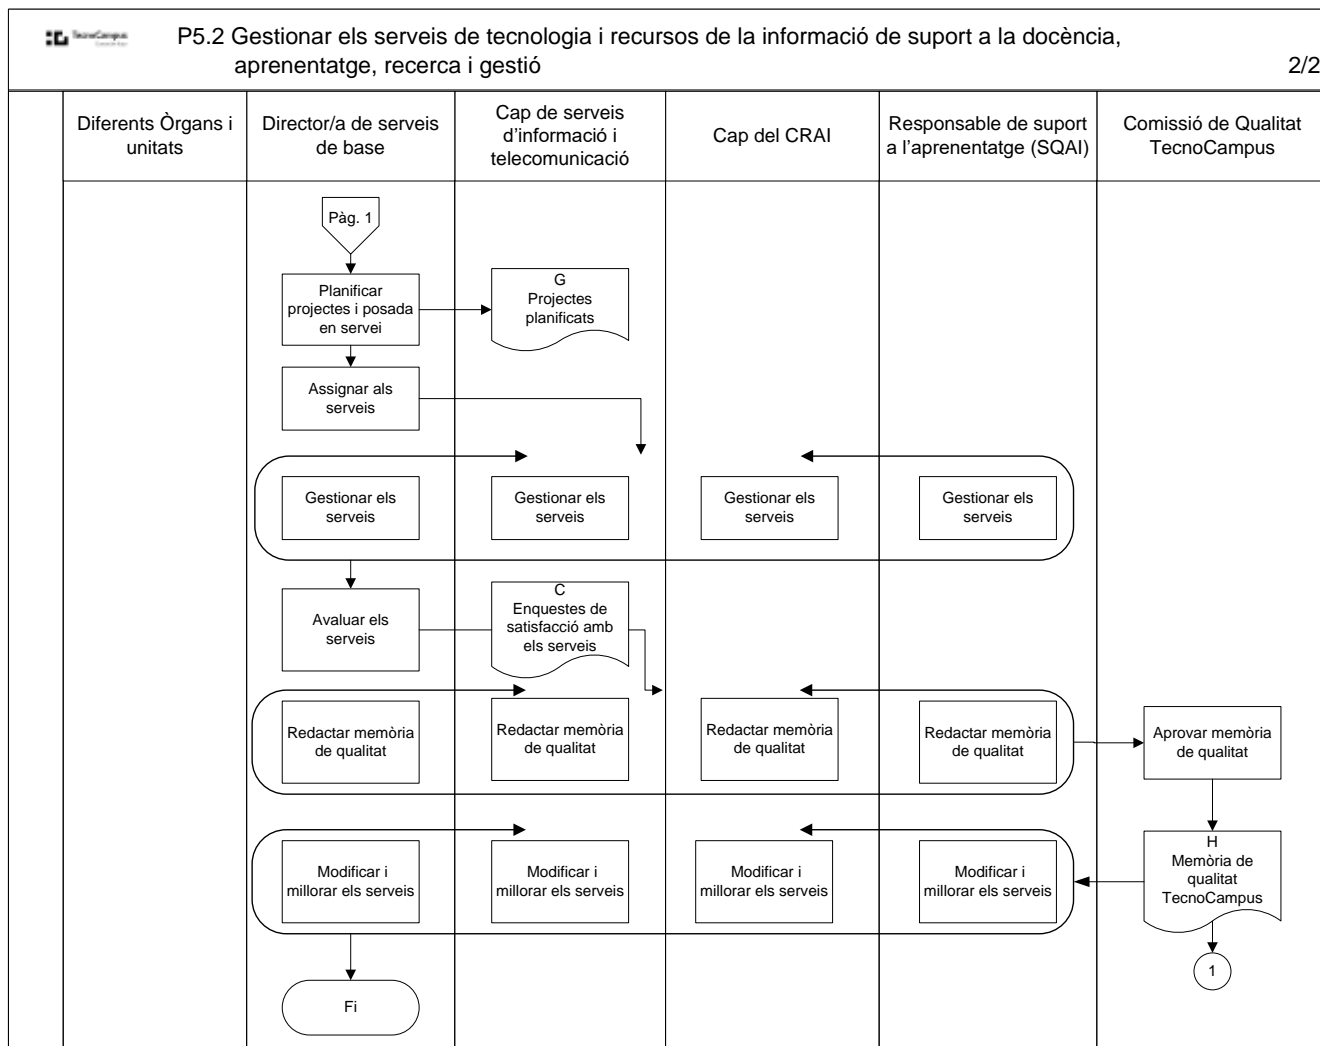 TecnoCampus
P5.2 Gestionar els serveis de tecnologia i recursos de la informació de suport a la docència,
aprenentatge, recerca i gestió
2/2
Diferents Òrgans i
unitats
Director/a de serveis
de base
Cap de serveis
d'informació i
telecomunicació
Cap del CRAI
Responsable de suport
a l'aprenentatge (SQAI)
Comissió de Qualitat
TecnoCampus
Pàg. 1
Planificar
projectes i posada
en servei
G
Projectes
planificats
Assignar als
serveis
Gestionar els
serveis
Gestionar els
serveis
Gestionar els
serveis
Gestionar els
serveis
Avaluar els
serveis
C
Enquestes de
satisfacció amb
els serveis
Redactar memòria
de qualitat
Redactar memòria
de qualitat
Redactar memòria
de qualitat
Redactar memòria
de qualitat
Aprovar memòria
de qualitat
Modificar i
millorar els serveis
Modificar i
millorar els serveis
Modificar i
millorar els serveis
Modificar i
millorar els serveis
H
Memòria de
qualitat
TecnoCampus
Fi
1